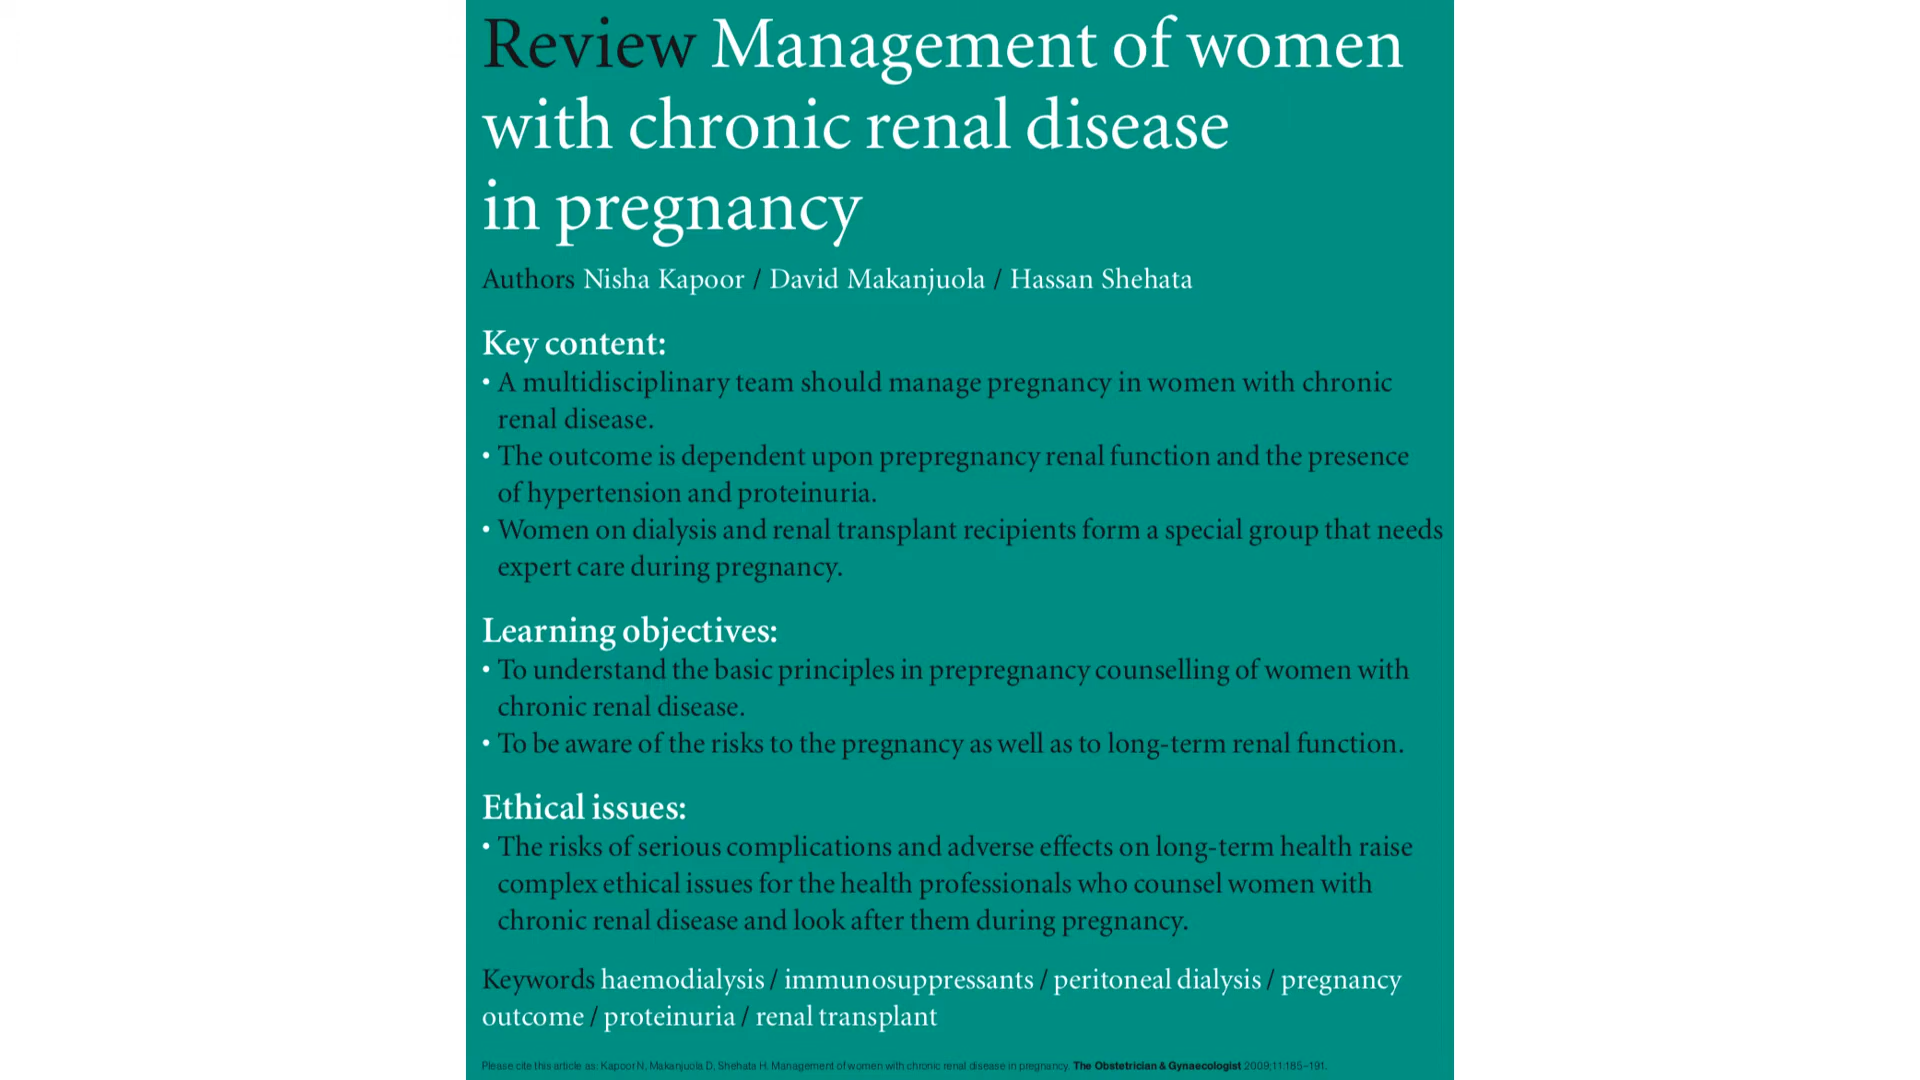 Review Management of women
with chronic renal disease
in pregnancy
Authors Nisha Kapoor / David Makanjuola / Hassan Shehata
Key content:
• A multidisciplinary team should manage pregnancy in women with chronic
renal disease.
• The outcome is dependent upon prepregnancy renal function and the presence
of hypertension and proteinuria.
• Women on dialysis and renal transplant recipients form a special group that needs
expert care during pregnancy.
Learning objectives:
• To understand the basic principles in prepregnancy counselling of women with
chronic renal disease.
• To be aware of the risks to the pregnancy as well as to long-term renal function.
Ethical issues:
• The risks of serious complications and adverse effects on long-term health raise
complex ethical issues for the health professionals who counsel women with
chronic renal disease and look after them during pregnancy.
Keywords haemodialysis / immunosuppressants / peritoneal dialysis / pregnancy
outcome / proteinuria / renal transplant
Please cite this article as: Kapoor N, Makanjuola D, Shehata H. Management of women with chronic renal disease in pregnancy. The Obstetrician & Gynaecologist 2009;11:185–191.